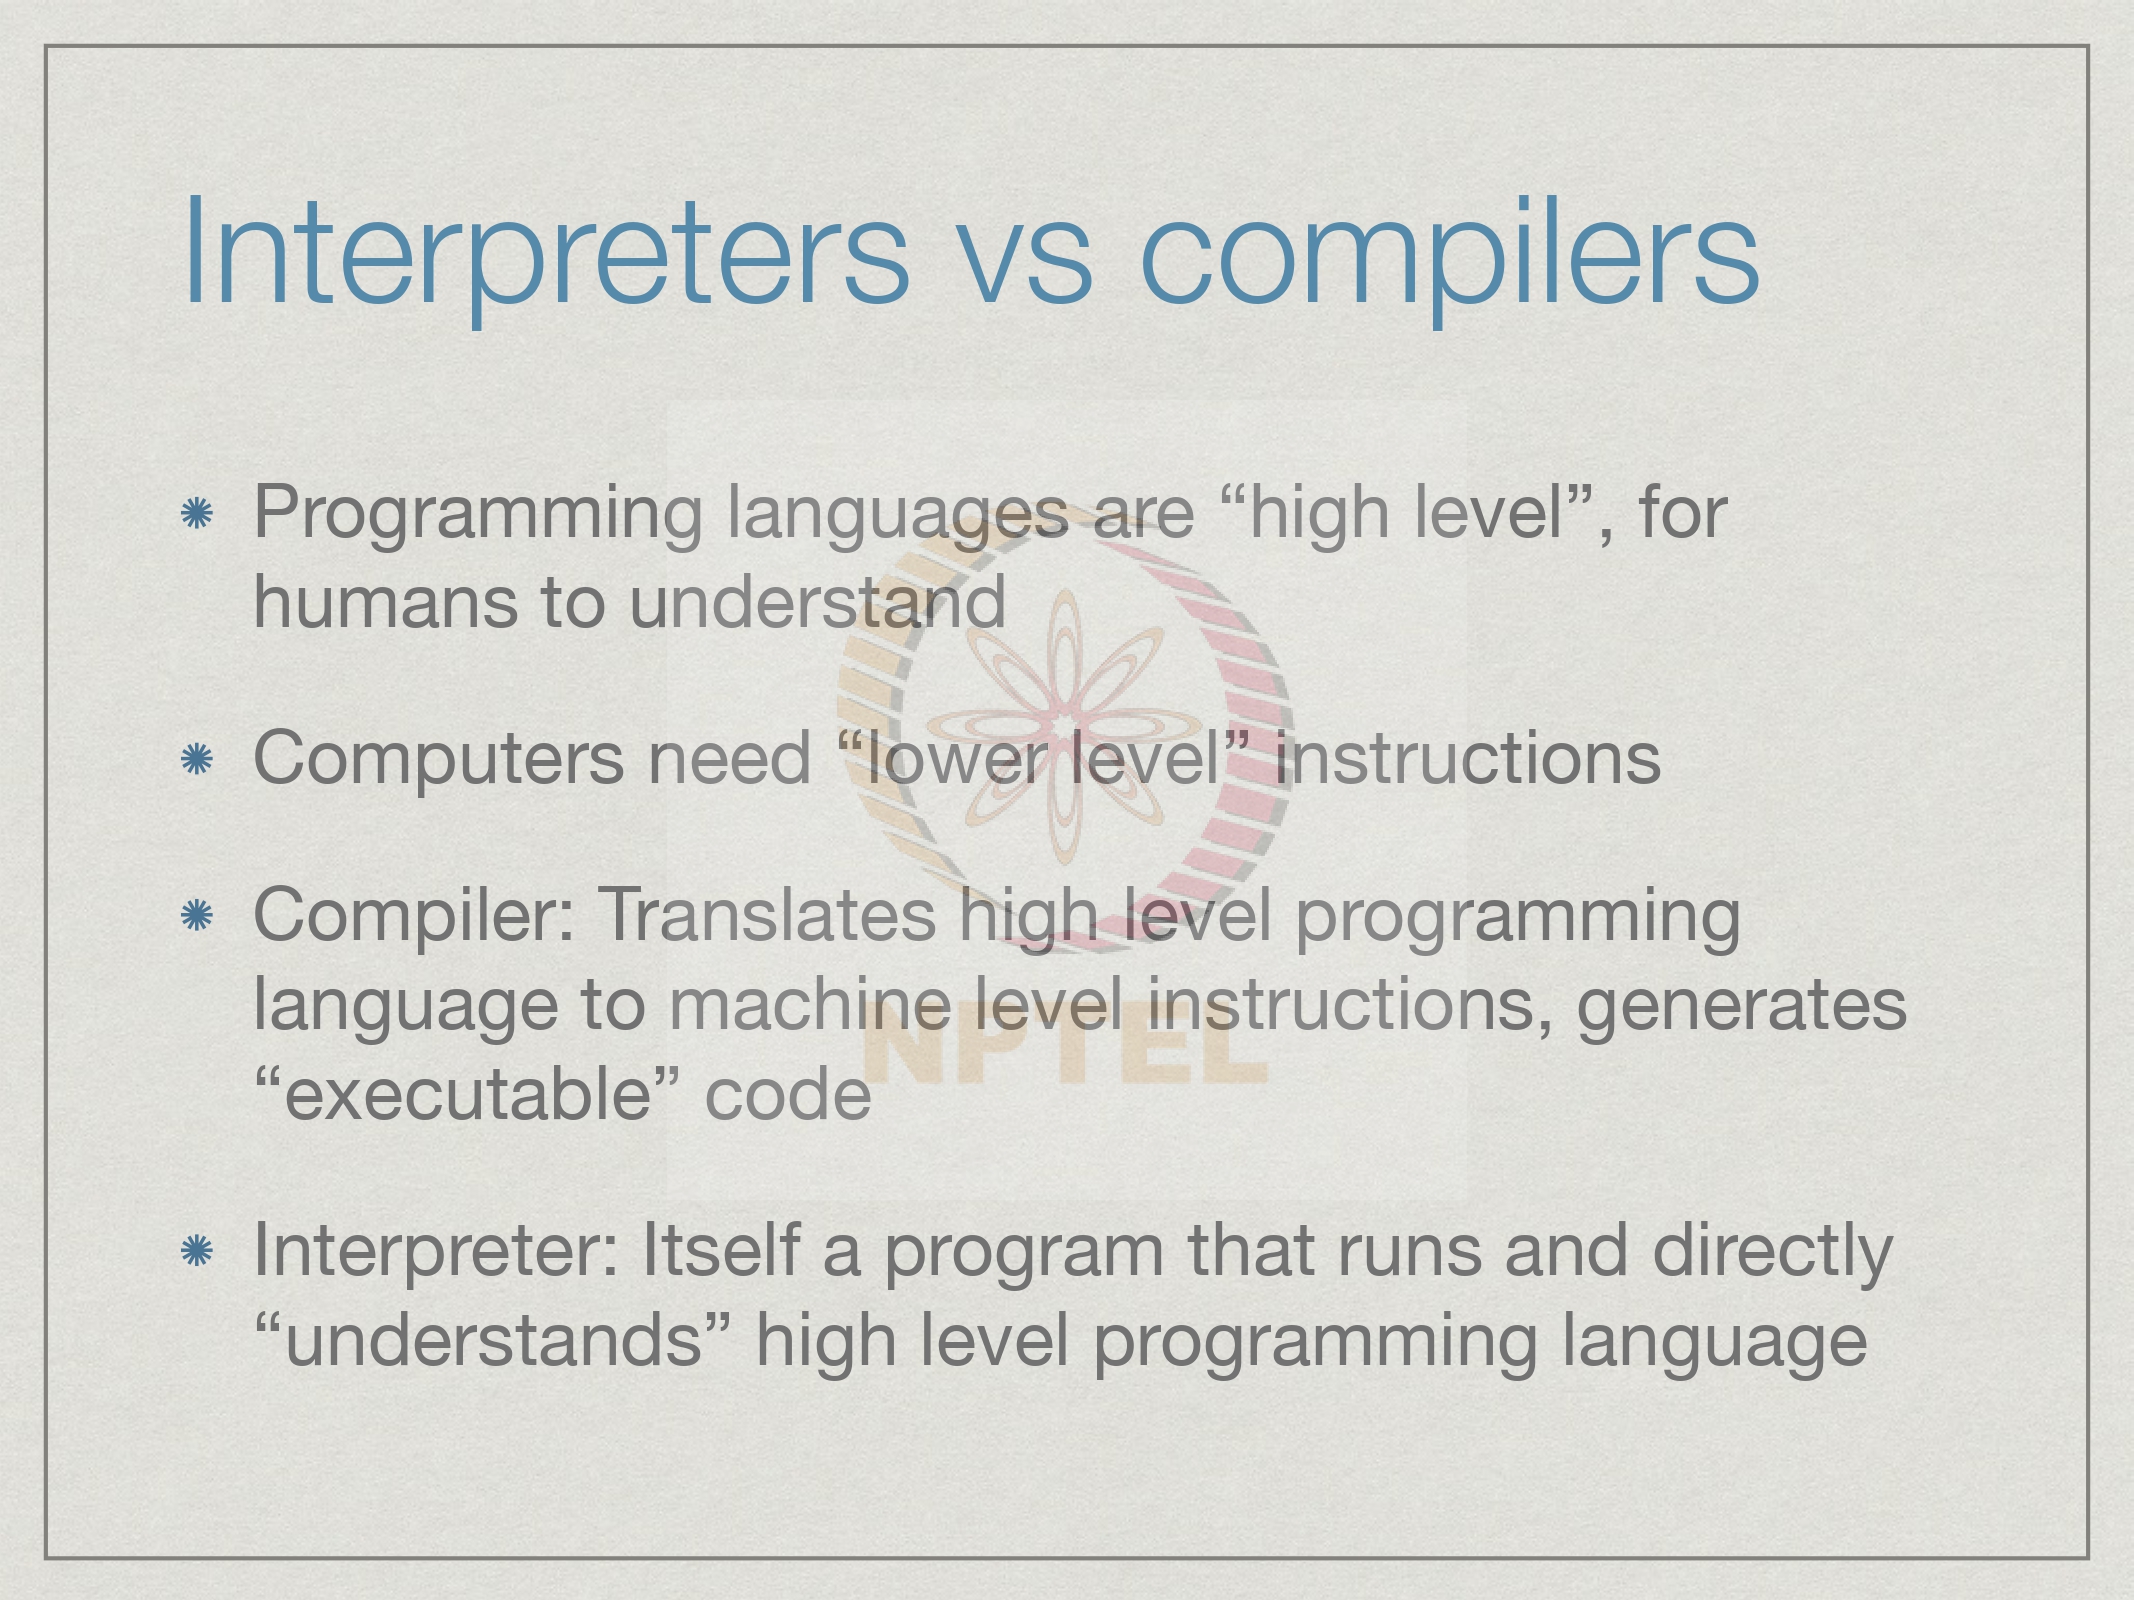 Interpreters vs compilers
Programming languages are “high level”, for
humans to understand
Computers need “lower level” instructions
Compiler: Translates high level programming
language to machine level instructions, generates
“executable” code
NPTEL
Interpreter: Itself a program that runs and directly
“understands” high level programming language